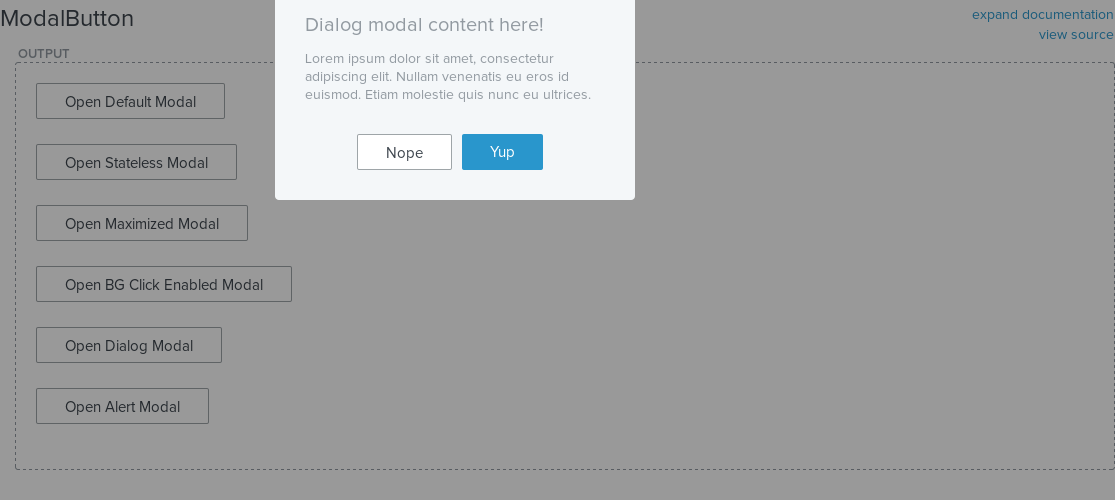 ModalButton
expand documentation
view source
OUTPUT
Dialog modal content here!
Lorem ipsum dolor sit amet, consectetur
adipiscing elit. Nullam venenatis eu eros id
euismod. Etiam molestie quis nunc eu ultrices.
Nope
Yup
Open Default Modal
Open Stateless Modal
Open Maximized Modal
Open BG Click Enabled Modal
Open Dialog Modal
Open Alert Modal